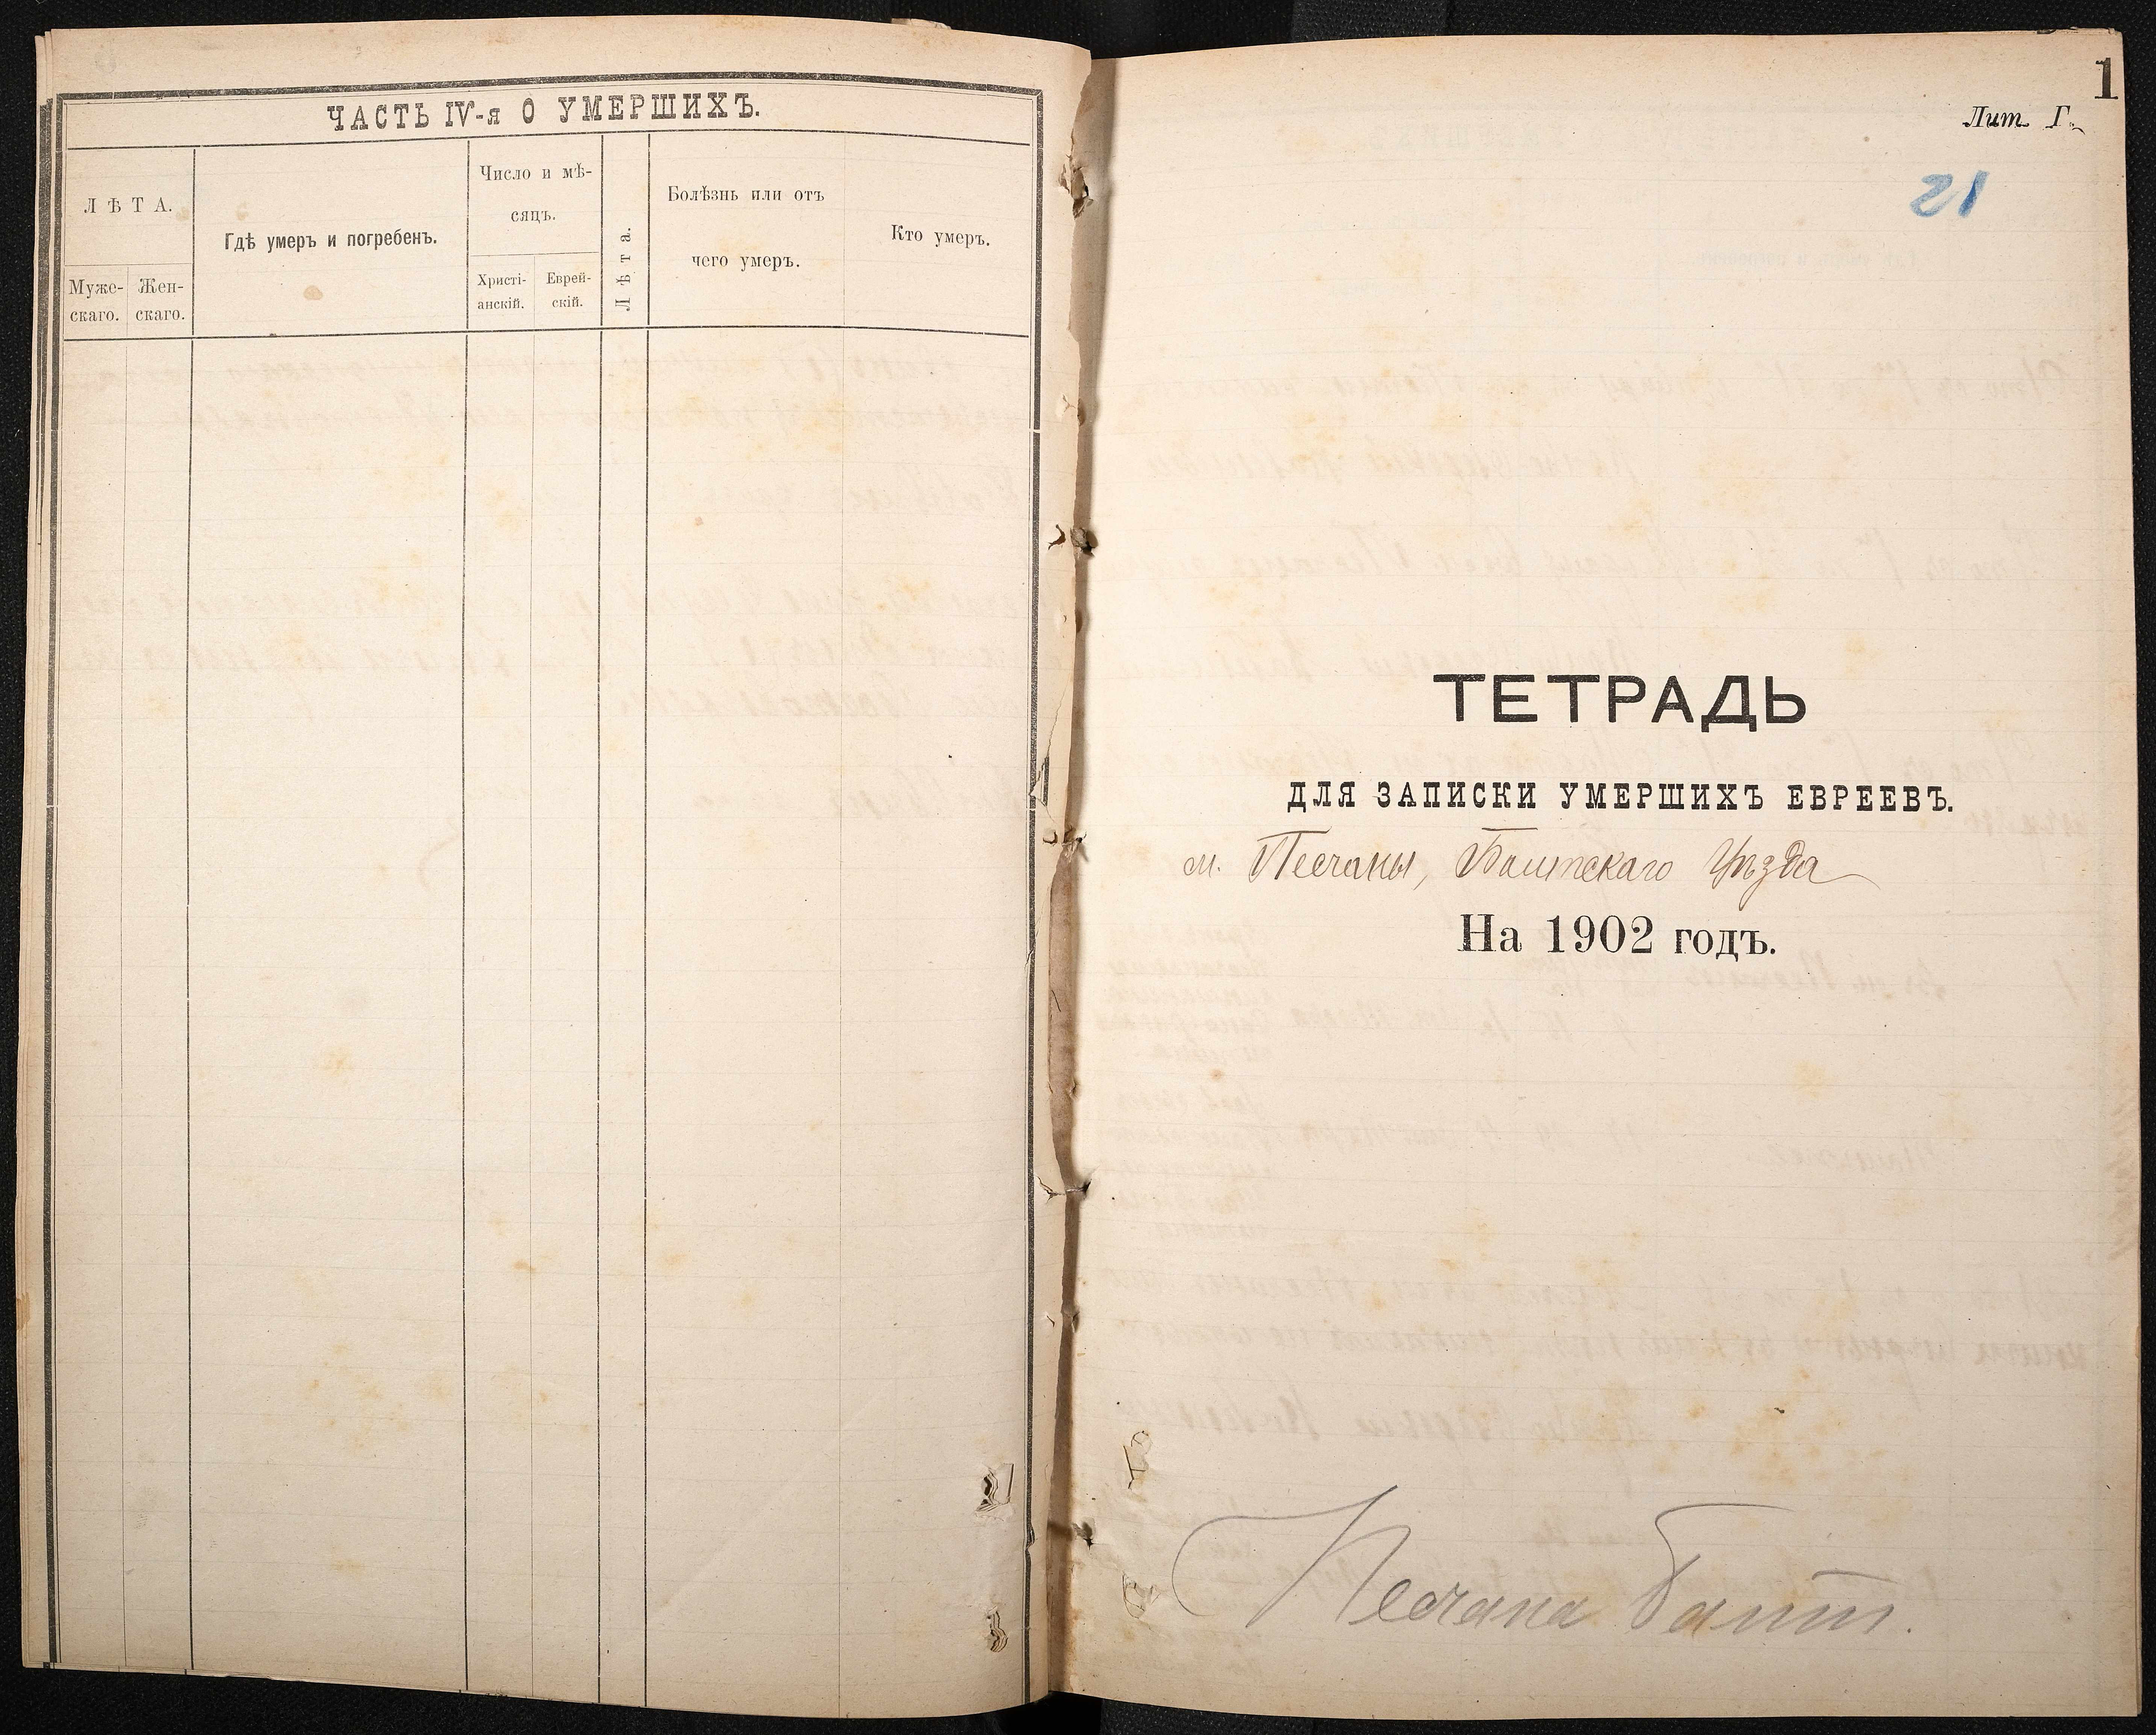 ЧАСТЬ IV-я О УМЕРШИХЪ.
ЛѢТА.
Муже-
скаго.
Жен-
скаго.
Гдѣ умеръ и погребенъ.
Число и мѣ-
сяцъ.
Христі-
анскій.
Еврей-
скій.
Лѣта.
Болѣзнь или отъ
чего умеръ.
Кто умеръ.
1
Лит. Г.
21
ТЕТРАДЬ
ДЛЯ ЗАПИСКИ УМЕРШИХЪ ЕВРЕЕВЪ.
м. Песчаны, Балтскаго Уѣзда
На 1902 годъ.
Песчана Балт.